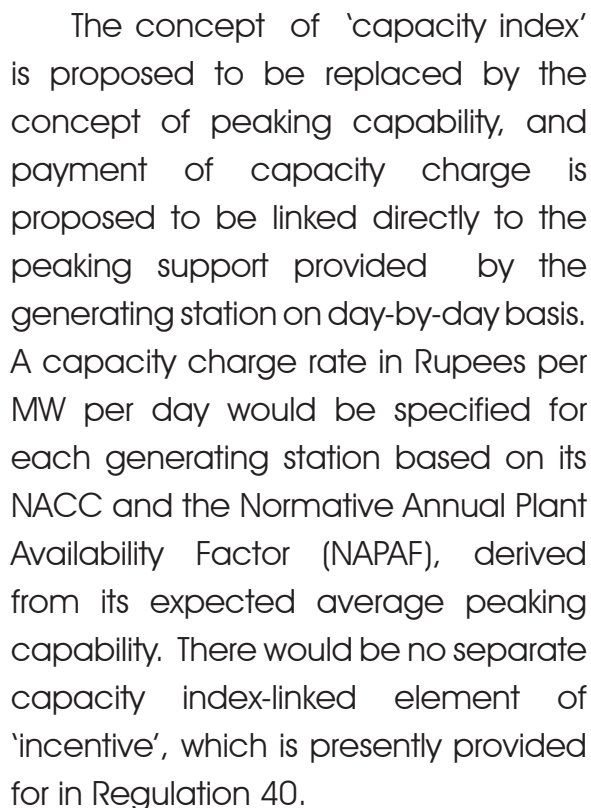 The concept of ‘capacity index’
is proposed to be replaced by the
concept of peaking capability, and
payment of capacity charge is
proposed to be linked directly to the
peaking support provided by the
generating station on day-by-day basis.
A capacity charge rate in Rupees per
MW per day would be specified for
each generating station based on its
NACC and the Normative Annual Plant
Availability Factor (NAPAF), derived
from its expected average peaking
capability. There would be no separate
capacity index-linked element of
‘incentive’, which is presently provided
for in Regulation 40.